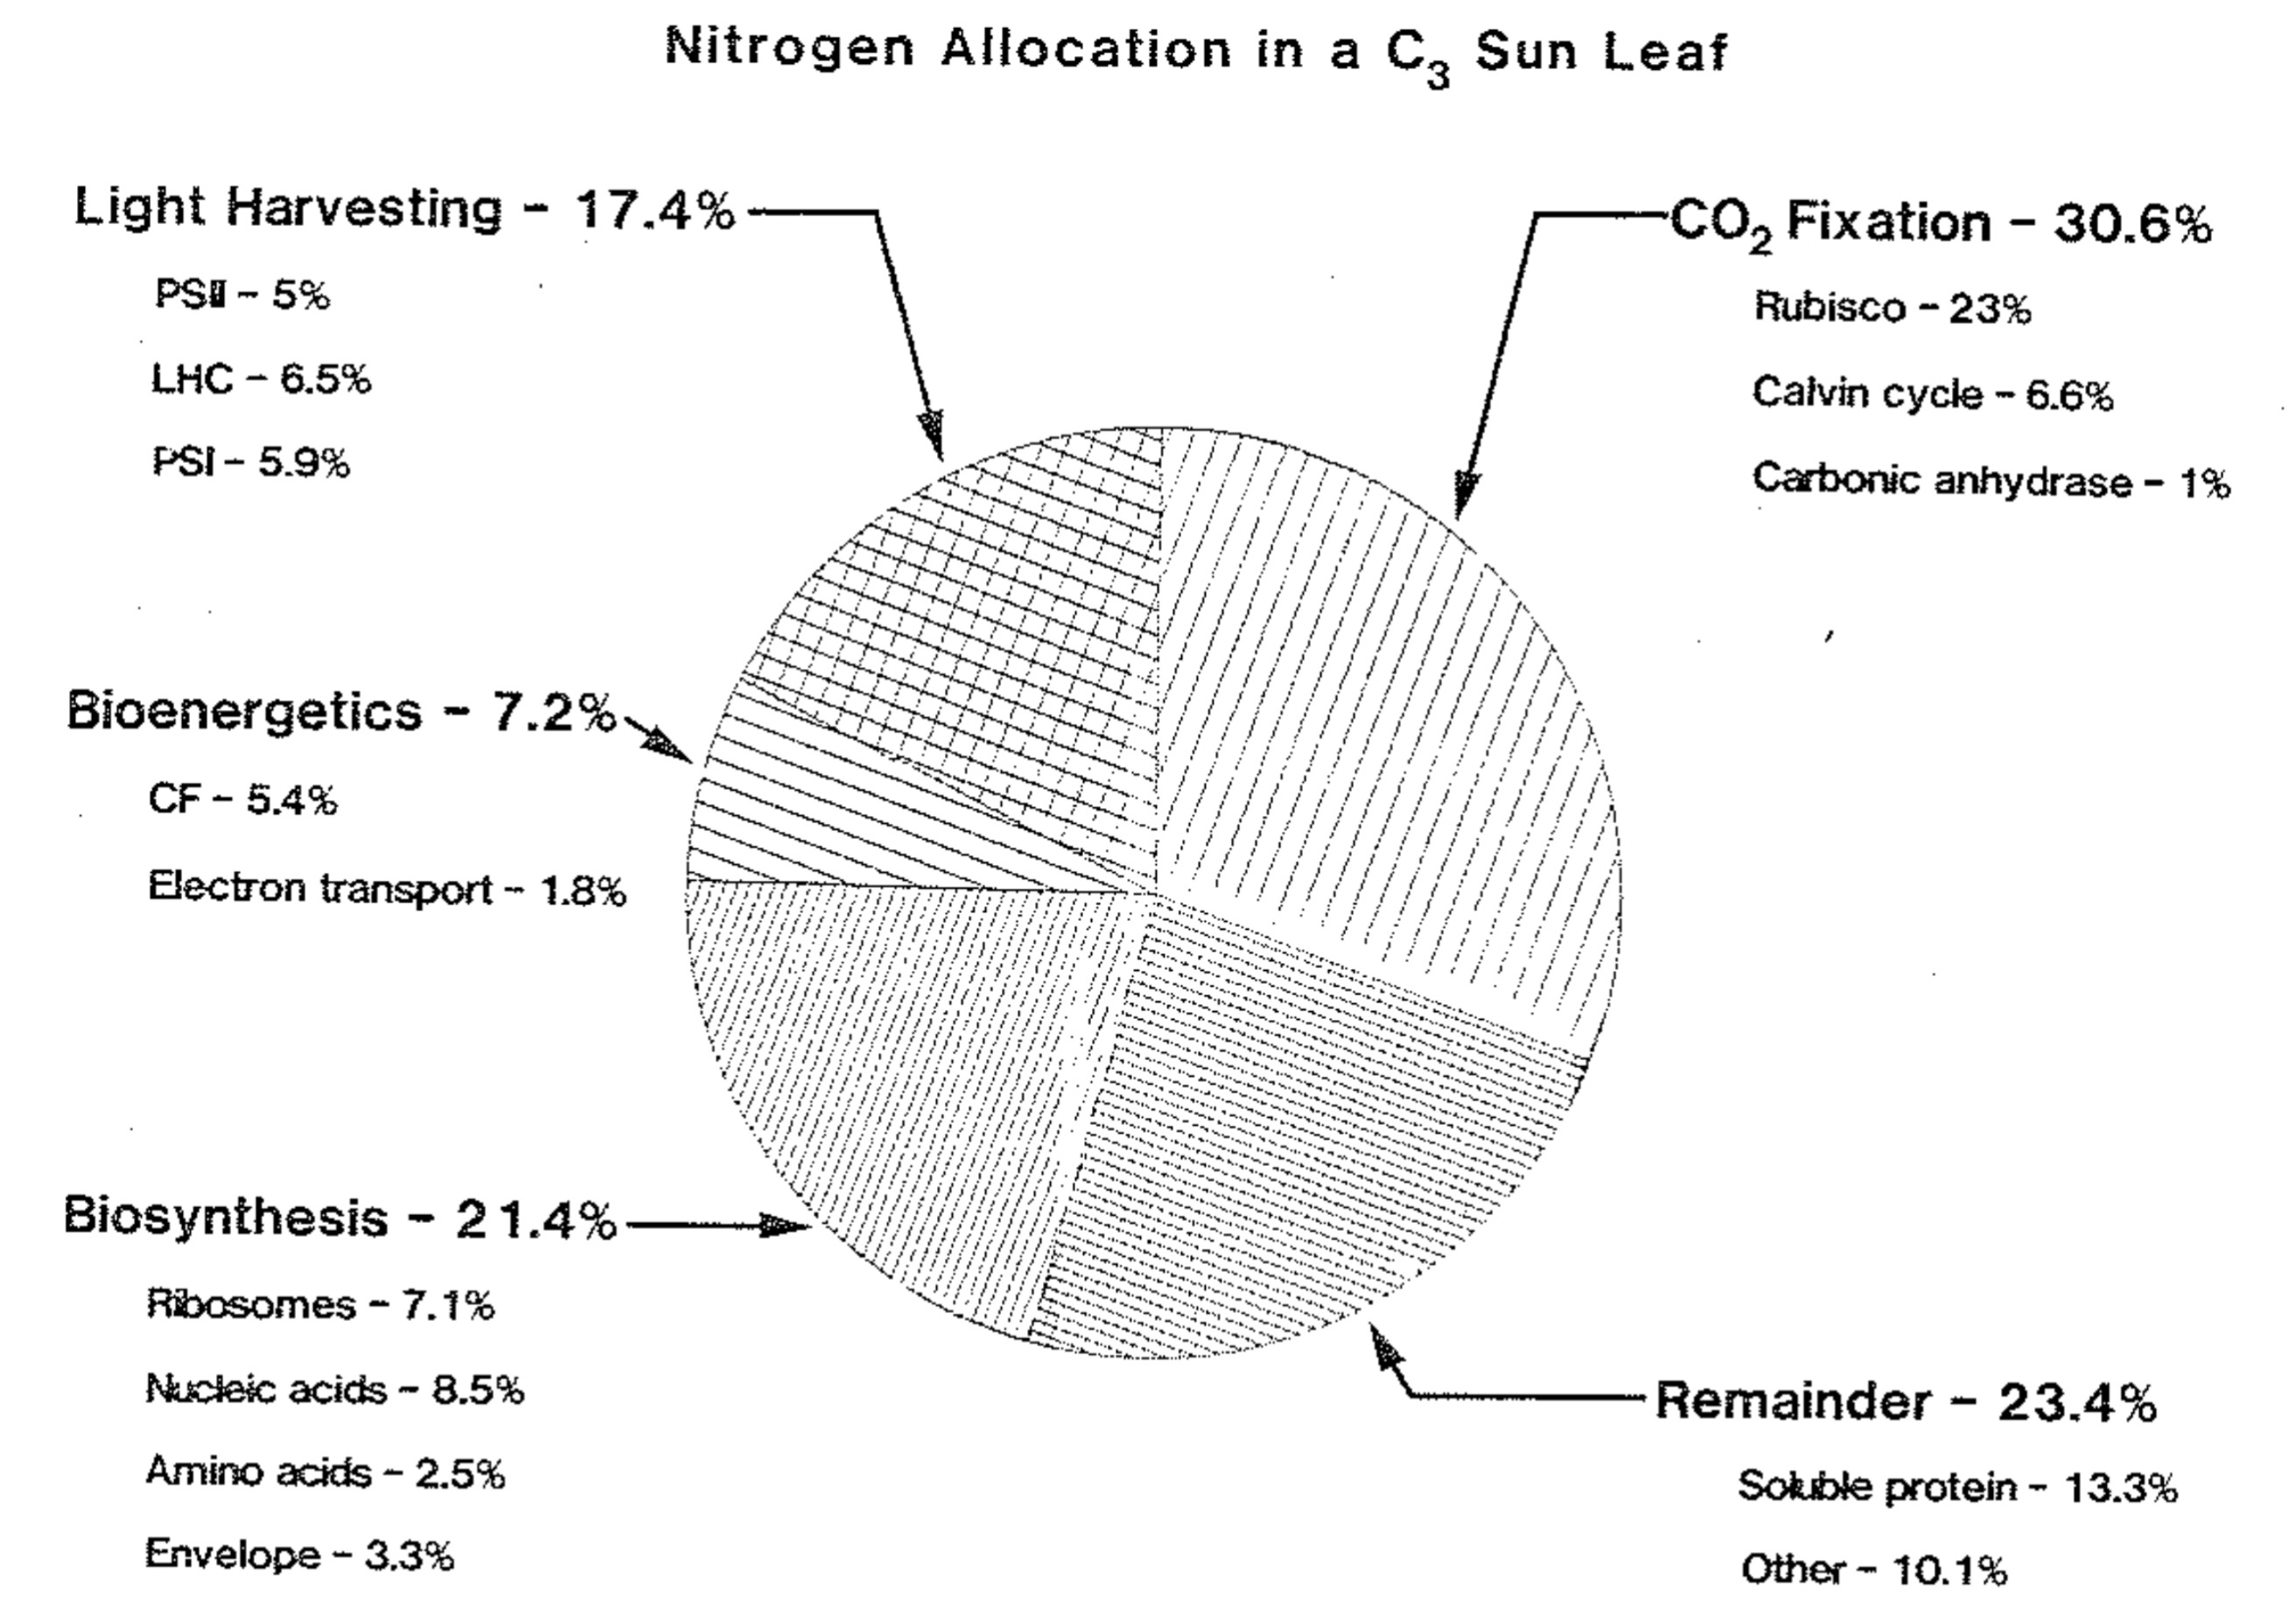 Nitrogen Allocation in a C₃ Sun Leaf
Light Harvesting - 17.4%
PSII - 5%
LHC - 6.5%
PSI - 5.9%
CO₂ Fixation - 30.6%
Rubisco - 23%
Calvin cycle - 6.6%
Carbonic anhydrase - 1%
Bioenergetics - 7.2%
CF - 5.4%
Electron transport - 1.8%
Biosynthesis - 21.4%
Ribosomes - 7.1%
Nucleic acids - 8.5%
Amino acids - 2.5%
Envelope - 3.3%
Remainder - 23.4%
Soluble protein - 13.3%
Other - 10.1%